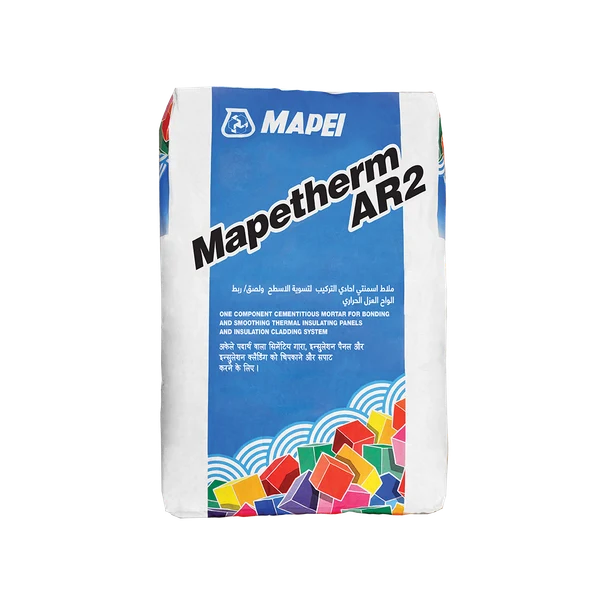 MAPEI
Mapetherm
AR2
ملاط اسمنتي احادي التركيب لتسوية الاسطح ولصق/ ربط
الواح العزل الحراري
ONE COMPONENT CEMENTITIOUS MORTAR FOR BONDING
AND SMOOTHING THERMAL INSULATING PANELS
AND INSULATION CLADDING SYSTEM
अकेले पदार्थ वाला सिमेंटिय गारा, इन्सुलेशन पैनल और
इन्सुलेशन क्लैडिंग को चिपकाने और सपाट
करने के लिए।